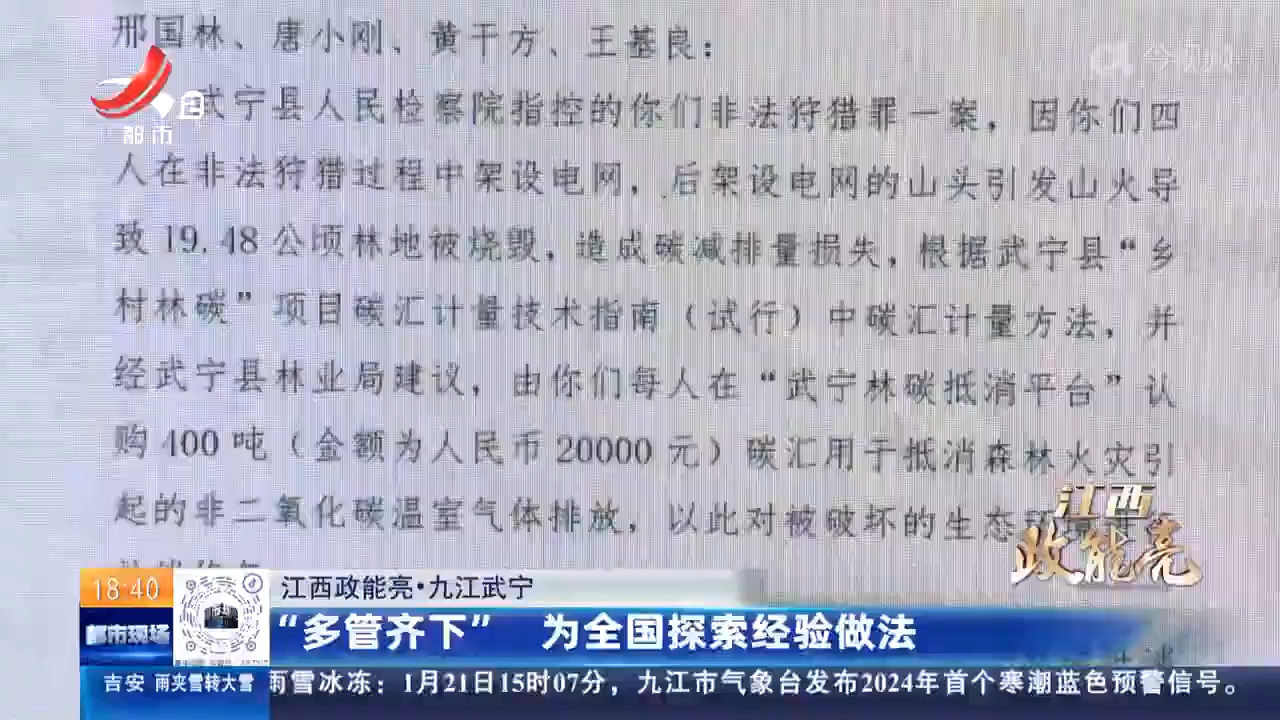 邢国林、唐小刚、黄干方、王基良：
武宁县人民检察院指控的你们非法狩猎罪一案，因你们四
人在非法狩猎过程中架设电网，后架设电网的山头引发山火导
致19.48公顷林地被烧毁，造成碳减排量损失，根据武宁县“乡
村林碳”项目碳汇计量技术指南（试行）中碳汇计量方法，并
经武宁县林业局建议，由你们每人在“武宁林碳抵消平台”认
购400吨（金额为人民币20000元）碳汇用于抵消森林火灾引
起的非二氧化碳温室气体排放，以此对被破坏的生态环境
都市
江西
政能亮
18:40
江西政能亮·九江武宁
都市现场
“多管齐下” 为全国探索经验做法
吉安 雨夹雪转大雪
雨雪冰冻：1月21日15时07分，九江市气象台发布2024年首个寒潮蓝色预警信号。